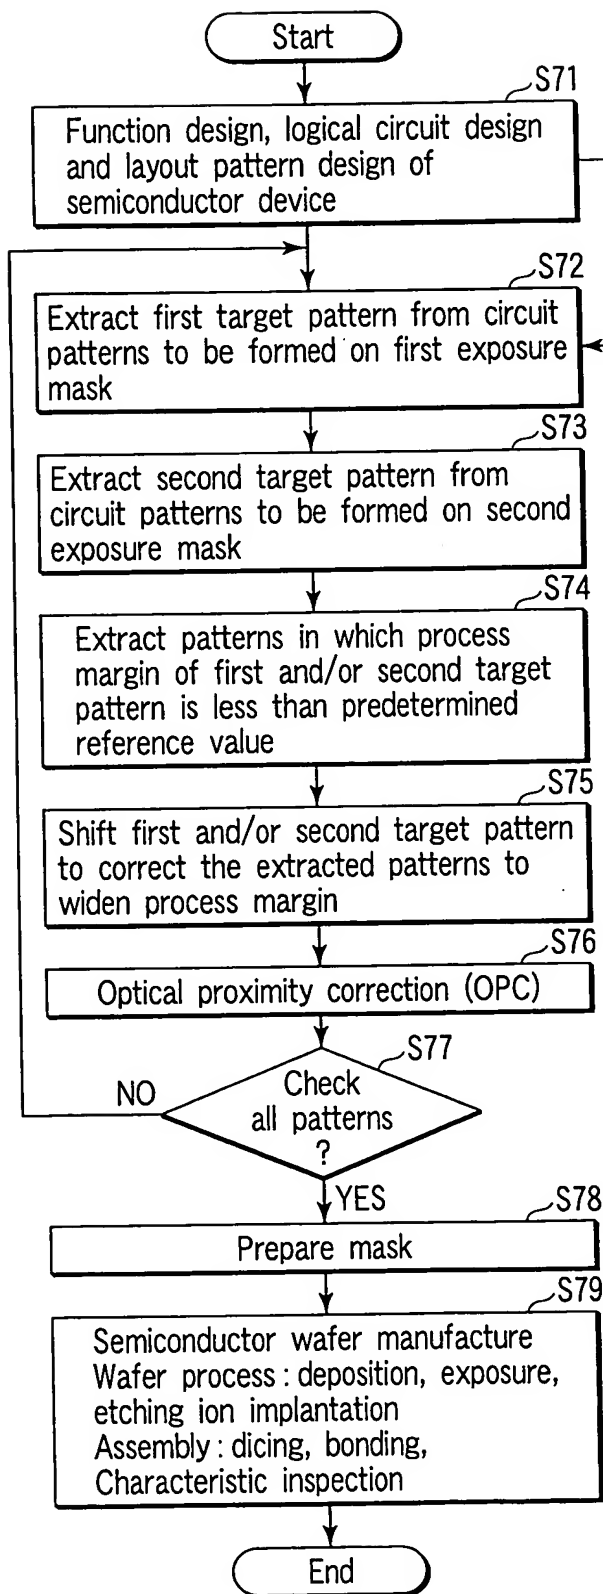 Start
S71
Function design, logical circuit design
and layout pattern design of
semiconductor device
S72
Extract first target pattern from circuit
patterns to be formed on first exposure
mask
S73
Extract second target pattern from
circuit patterns to be formed on second
exposure mask
S74
Extract patterns in which process
margin of first and/or second target
pattern is less than predetermined
reference value
S75
Shift first and/or second target pattern
to correct the extracted patterns to
widen process margin
S76
Optical proximity correction (OPC)
S77
Check
all patterns
?
NO
YES
S78
Prepare mask
S79
Semiconductor wafer manufacture
Wafer process : deposition, exposure,
etching ion implantation
Assembly : dicing, bonding,
Characteristic inspection
End